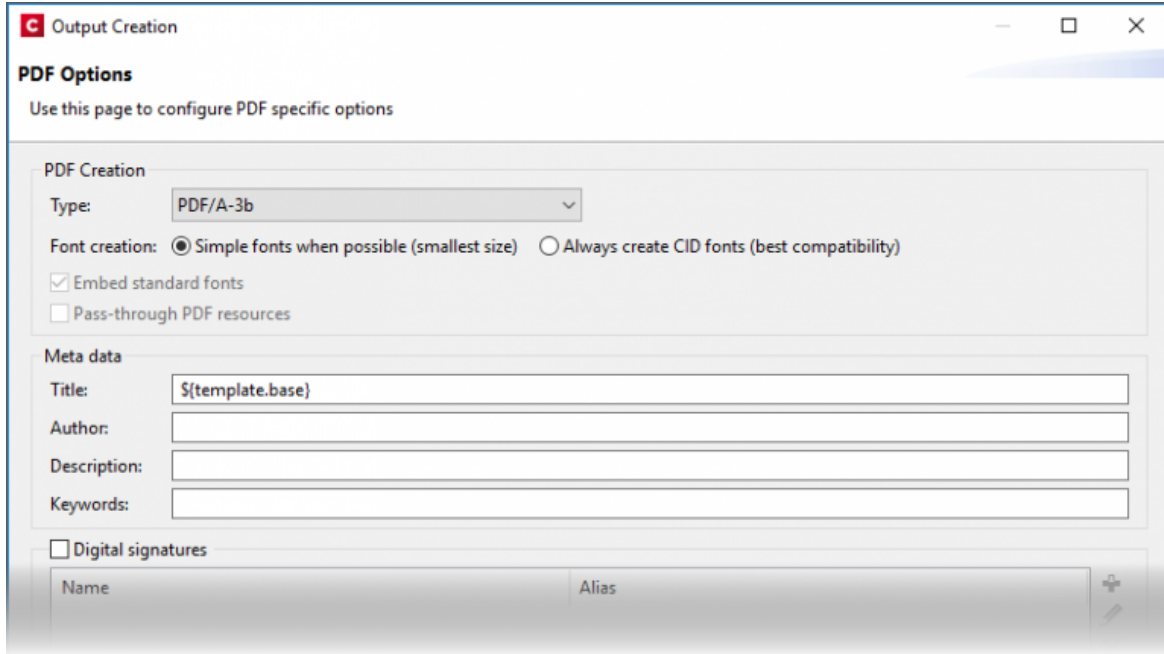 C Output Creation
PDF Options
Use this page to configure PDF specific options
PDF Creation
Type: PDF/A-3b
Font creation: Simple fonts when possible (smallest size) Always create CID fonts (best compatibility)
Embed standard fonts
Pass-through PDF resources
Meta data
Title: ${template.base}
Author:
Description:
Keywords:
Digital signatures
Name Alias